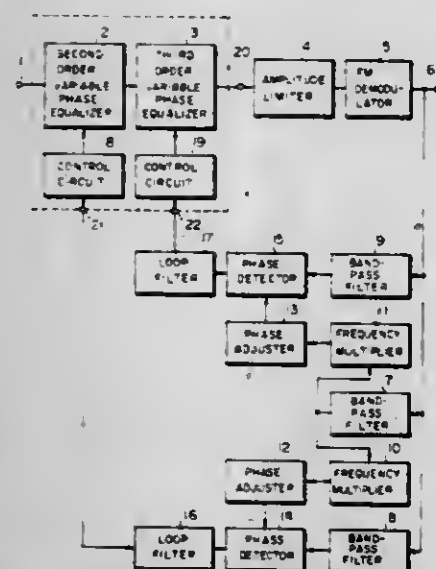 2
3
20
4
5
6
SECOND
ORDER
VARIABLE
PHASE
EQUALIZER
THIRD
ORDER
VARIABLE
PHASE
EQUALIZER
AMPLITUDE
LIMITER
FM
DEMODU-
LATOR
8
19
CONTROL
CIRCUIT
CONTROL
CIRCUIT
21
22
17
15
9
LOOP
FILTER
PHASE
DETECTOR
BAND-
PASS
FILTER
13
11
PHASE
ADJUSTER
FREQUENCY
MULTIPLIER
7
BAND-
PASS
FILTER
12
10
PHASE
ADJUSTER
FREQUENCY
MULTIPLIER
16
8
LOOP
FILTER
PHASE
DETECTOR
BAND-
PASS
FILTER